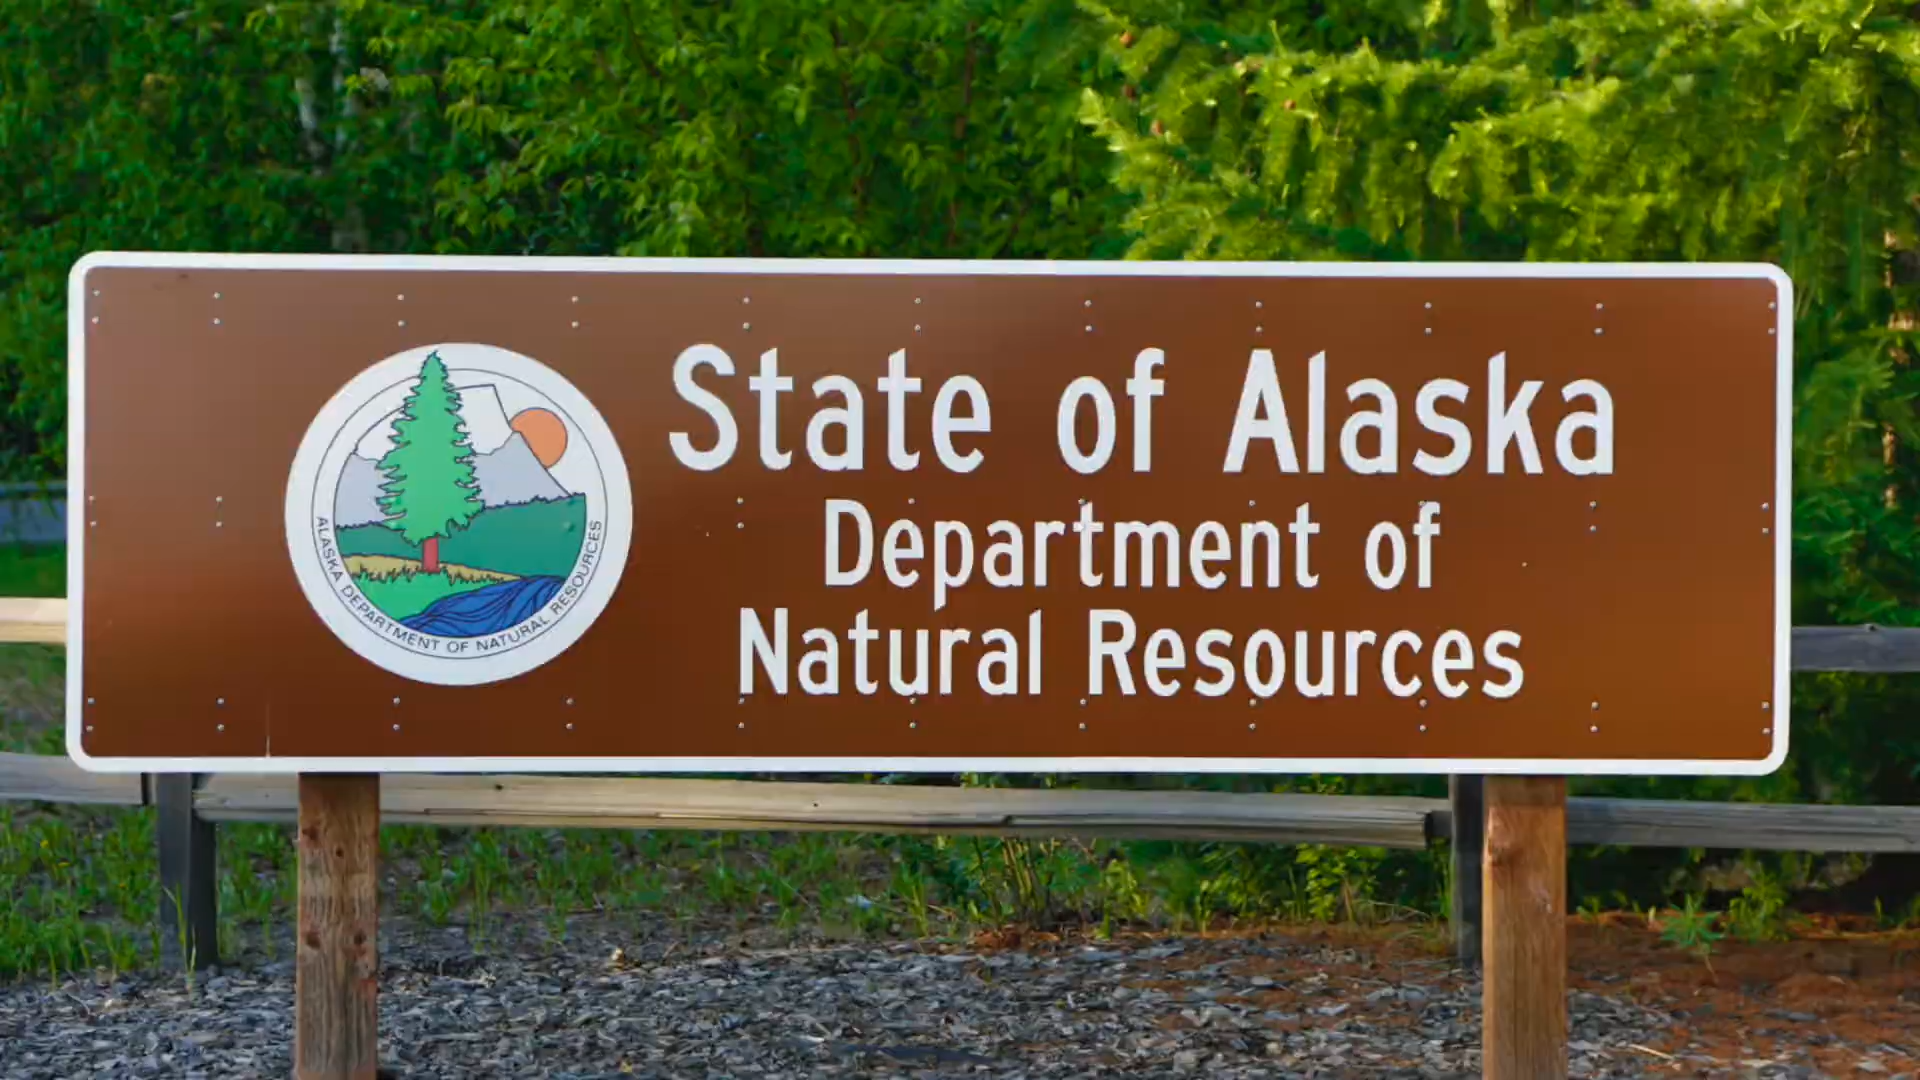 State of Alaska
Department of
Natural Resources
ALASKA DEPARTMENT OF NATURAL RESOURCES